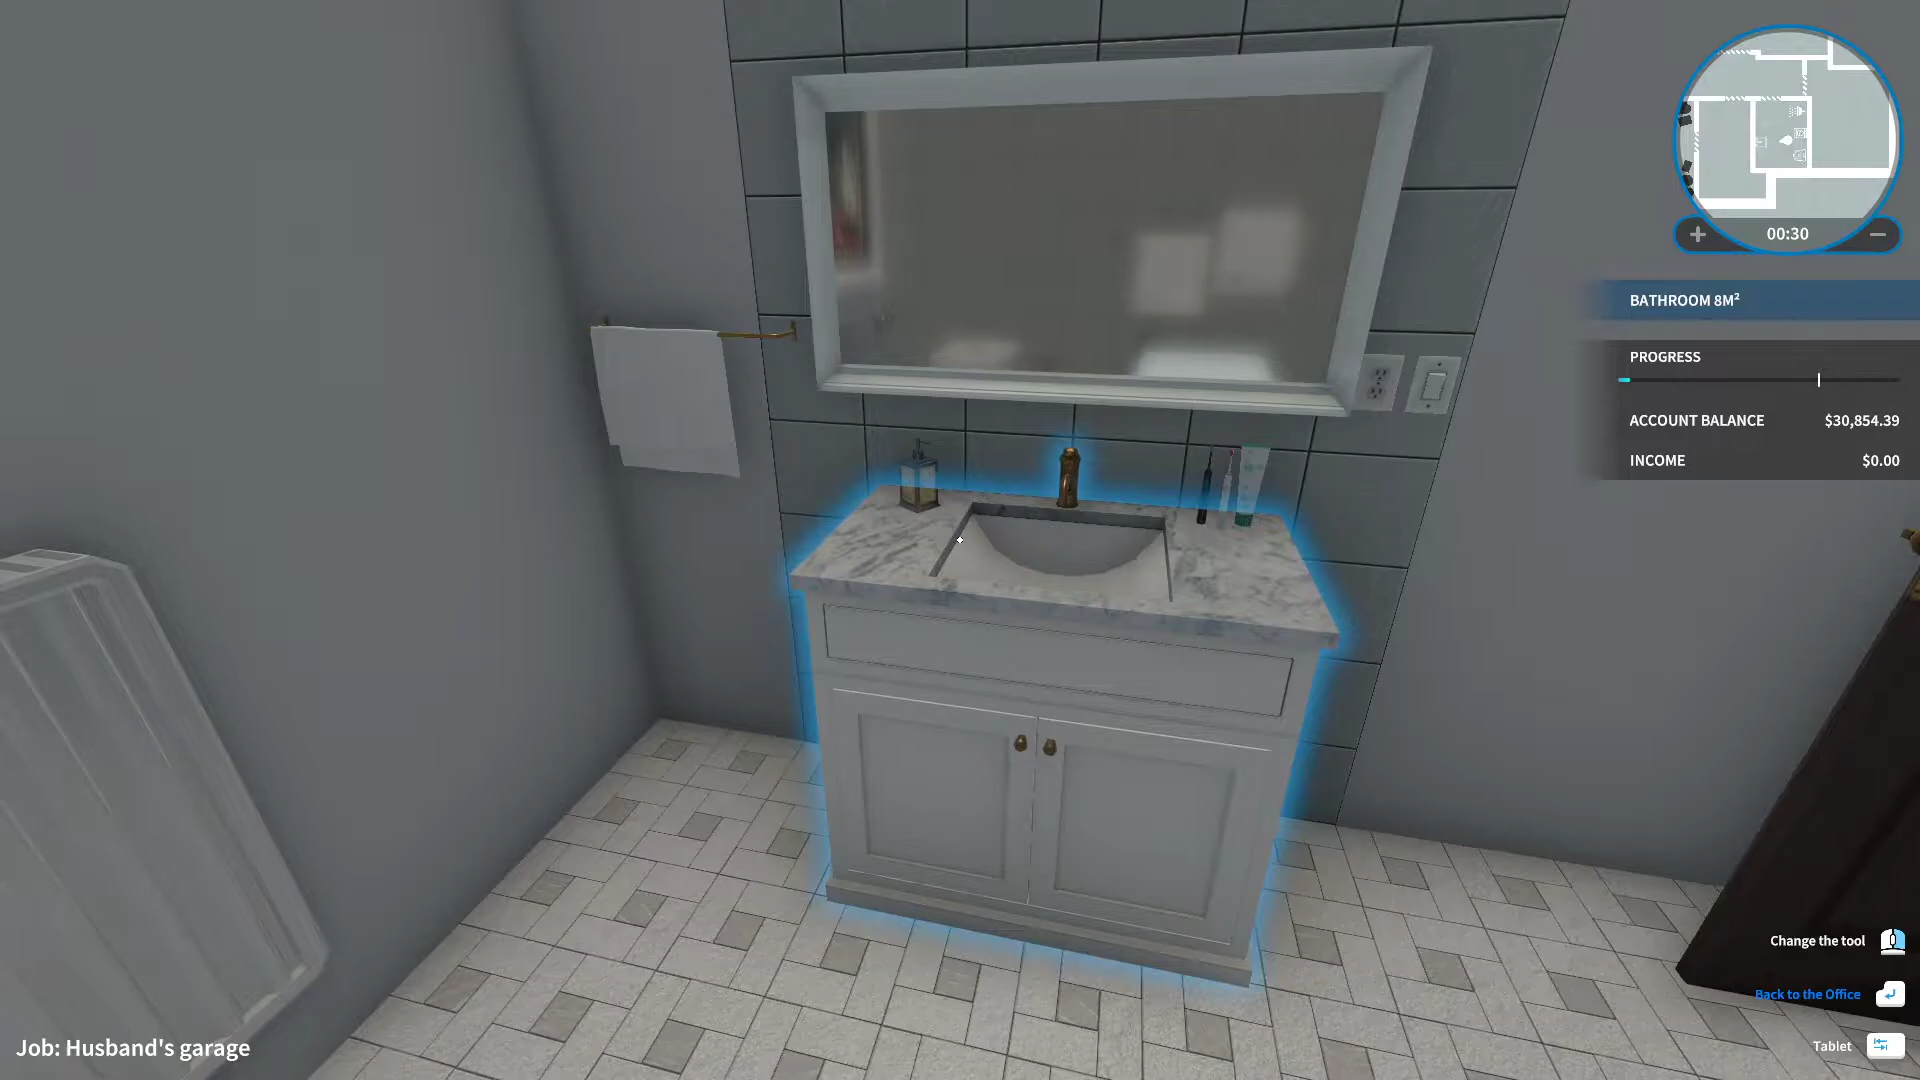 00:30
BATHROOM 8M²
PROGRESS
ACCOUNT BALANCE $30,854.39
INCOME $0.00
Change the tool
Back to the Office
Tablet
Job: Husband's garage